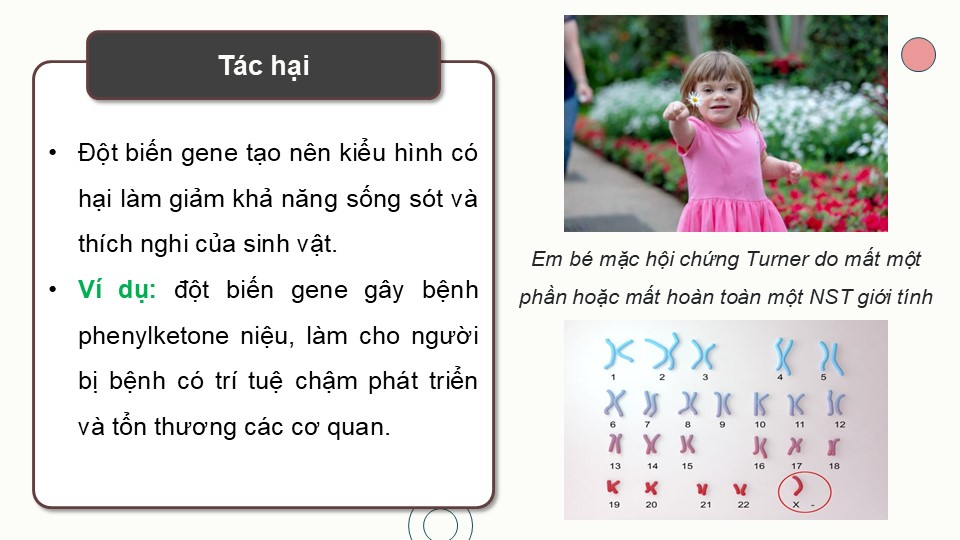 Tác hại
• Đột biến gene tạo nên kiểu hình có
hại làm giảm khả năng sống sót và
thích nghi của sinh vật.
• Ví dụ: đột biến gene gây bệnh
phenylketone niệu, làm cho người
bị bệnh có trí tuệ chậm phát triển
và tổn thương các cơ quan.
Em bé mặc hội chứng Turner do mất một
phần hoặc mất hoàn toàn một NST giới tính
1 2 3 4 5
6 7 8 9 10 11 12
13 14 15 16 17 18
19 20 21 22 X -